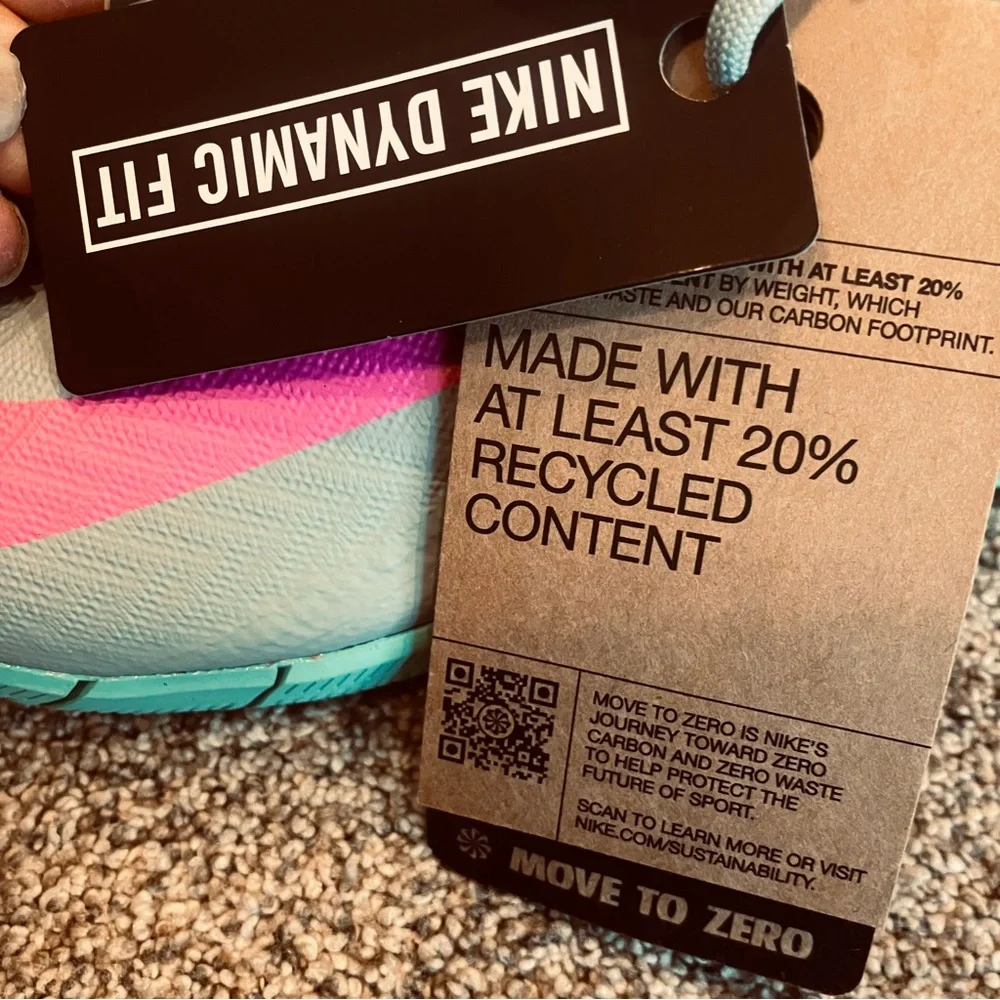 NIKE DYNAMIC FIT
WITH AT LEAST 20%
BY WEIGHT, WHICH
AND OUR CARBON FOOTPRINT.
MADE WITH
AT LEAST 20%
RECYCLED
CONTENT
MOVE TO ZERO IS NIKE'S
JOURNEY TOWARD ZERO
CARBON AND ZERO WASTE
TO HELP PROTECT THE
FUTURE OF SPORT.
SCAN TO LEARN MORE OR VISIT
NIKE.COM/SUSTAINABILITY.
MOVE TO ZERO